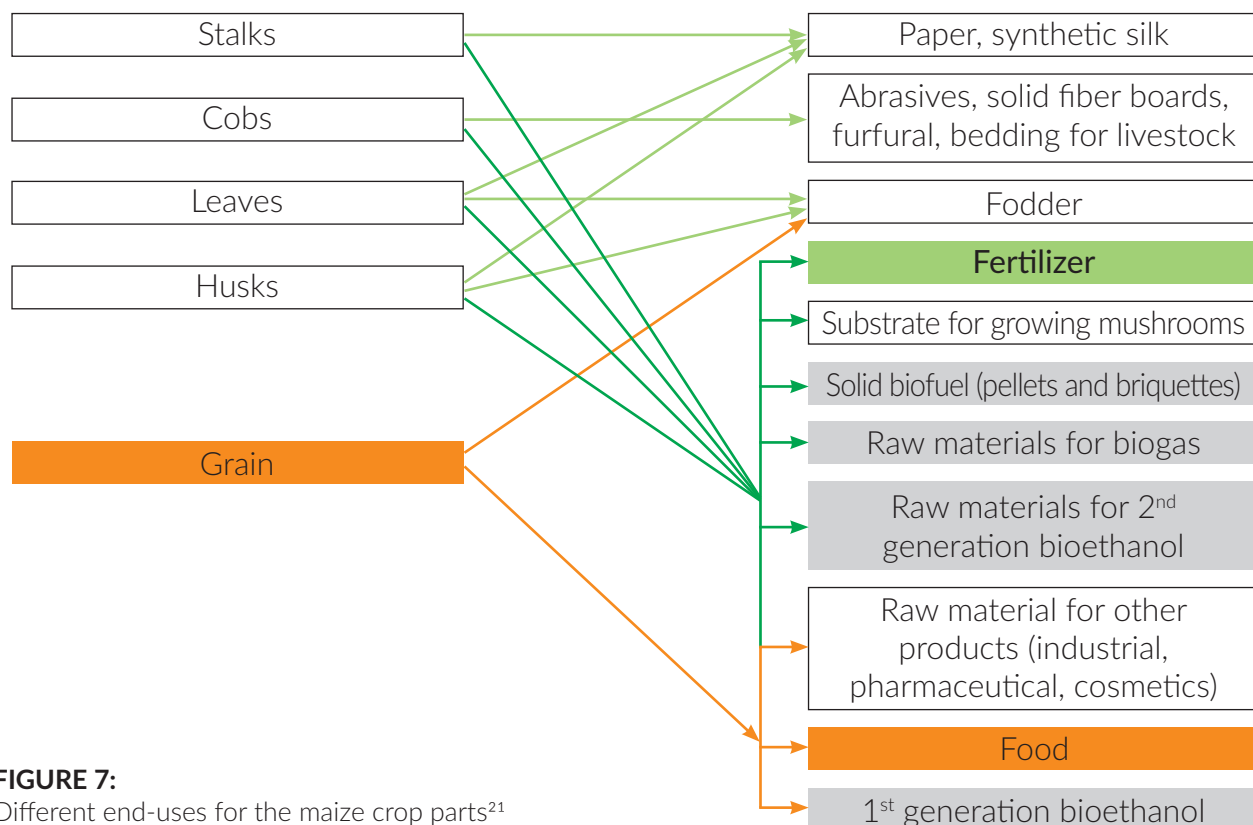 Stalks
Cobs
Leaves
Husks
Grain
Paper, synthetic silk
Abrasives, solid fiber boards,
furfural, bedding for livestock
Fodder
Fertilizer
Substrate for growing mushrooms
Solid biofuel (pellets and briquettes)
Raw materials for biogas
Raw materials for 2nd
generation bioethanol
Raw material for other
products (industrial,
pharmaceutical, cosmetics)
Food
1st generation bioethanol
FIGURE 7:
Different end-uses for the maize crop parts21